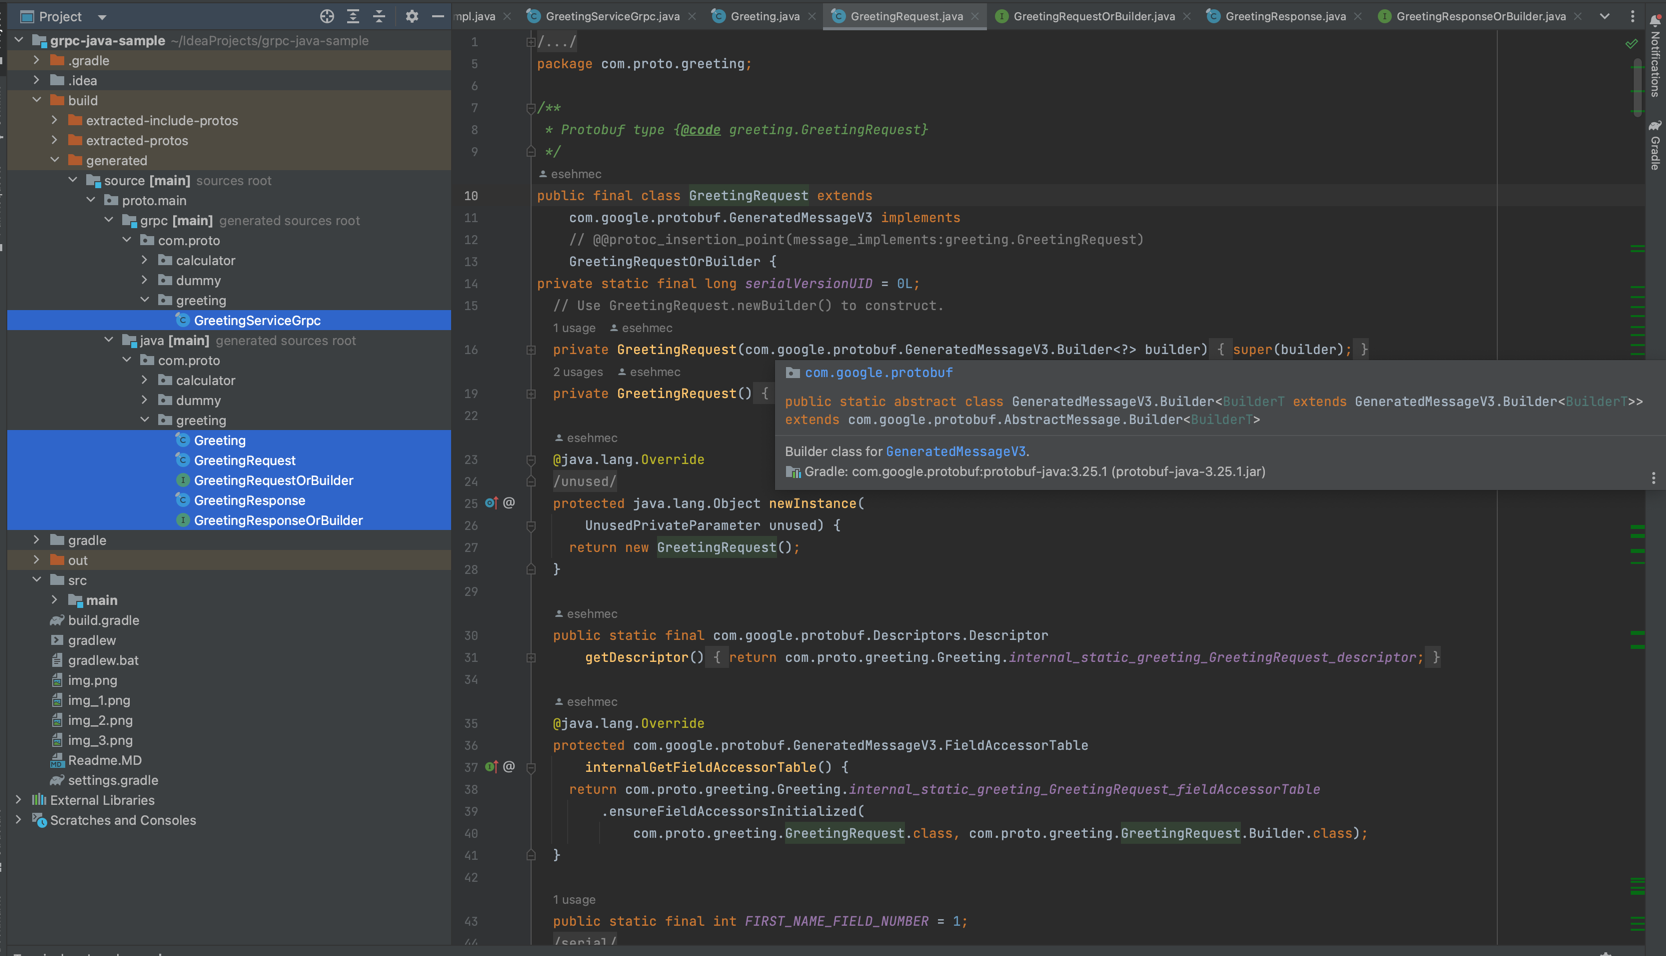 Project
mpl.java
GreetingServiceGrpc.java
Greeting.java
GreetingRequest.java
GreetingRequestOrBuilder.java
GreetingResponse.java
GreetingResponseOrBuilder.java
grpc-java-sample ~/IdeaProjects/grpc-java-sample
.gradle
.idea
build
extracted-include-protos
extracted-protos
generated
source [main] sources root
proto.main
grpc [main] generated sources root
com.proto
calculator
dummy
greeting
GreetingServiceGrpc
java [main] generated sources root
com.proto
calculator
dummy
greeting
Greeting
GreetingRequest
GreetingRequestOrBuilder
GreetingResponse
GreetingResponseOrBuilder
gradle
out
src
main
build.gradle
gradlew
gradlew.bat
img.png
img_1.png
img_2.png
img_3.png
Readme.MD
settings.gradle
External Libraries
Scratches and Consoles
1 /.../
5 package com.proto.greeting;
6
7 /**
8 * Protobuf type {@code greeting.GreetingRequest}
9 */
esehmec
10 public final class GreetingRequest extends
11 com.google.protobuf.GeneratedMessageV3 implements
12 // @@protoc_insertion_point(message_implements:greeting.GreetingRequest)
13 GreetingRequestOrBuilder {
14 private static final long serialVersionUID = 0L;
15 // Use GreetingRequest.newBuilder() to construct.
1 usage esehmec
16 private GreetingRequest(com.google.protobuf.GeneratedMessageV3.Builder<?> builder) { super(builder); }
2 usages esehmec
19 private GreetingRequest() {
22
com.google.protobuf
public static abstract class GeneratedMessageV3.Builder<BuilderT extends GeneratedMessageV3.Builder<BuilderT>>
extends com.google.protobuf.AbstractMessage.Builder<BuilderT>
Builder class for GeneratedMessageV3.
Gradle: com.google.protobuf:protobuf-java:3.25.1 (protobuf-java-3.25.1.jar)
esehmec
23 @java.lang.Override
24 /unused/
25 @ protected java.lang.Object newInstance(
26 UnusedPrivateParameter unused) {
27 return new GreetingRequest();
28 }
29
esehmec
30 public static final com.google.protobuf.Descriptors.Descriptor
31 getDescriptor() { return com.proto.greeting.Greeting.internal_static_greeting_GreetingRequest_descriptor; }
34
esehmec
35 @java.lang.Override
36 protected com.google.protobuf.GeneratedMessageV3.FieldAccessorTable
37 @ internalGetFieldAccessorTable() {
38 return com.proto.greeting.Greeting.internal_static_greeting_GreetingRequest_fieldAccessorTable
39 .ensureFieldAccessorsInitialized(
40 com.proto.greeting.GreetingRequest.class, com.proto.greeting.GreetingRequest.Builder.class);
41 }
42
1 usage
43 public static final int FIRST_NAME_FIELD_NUMBER = 1;
44 /serial/
Notifications
Gradle